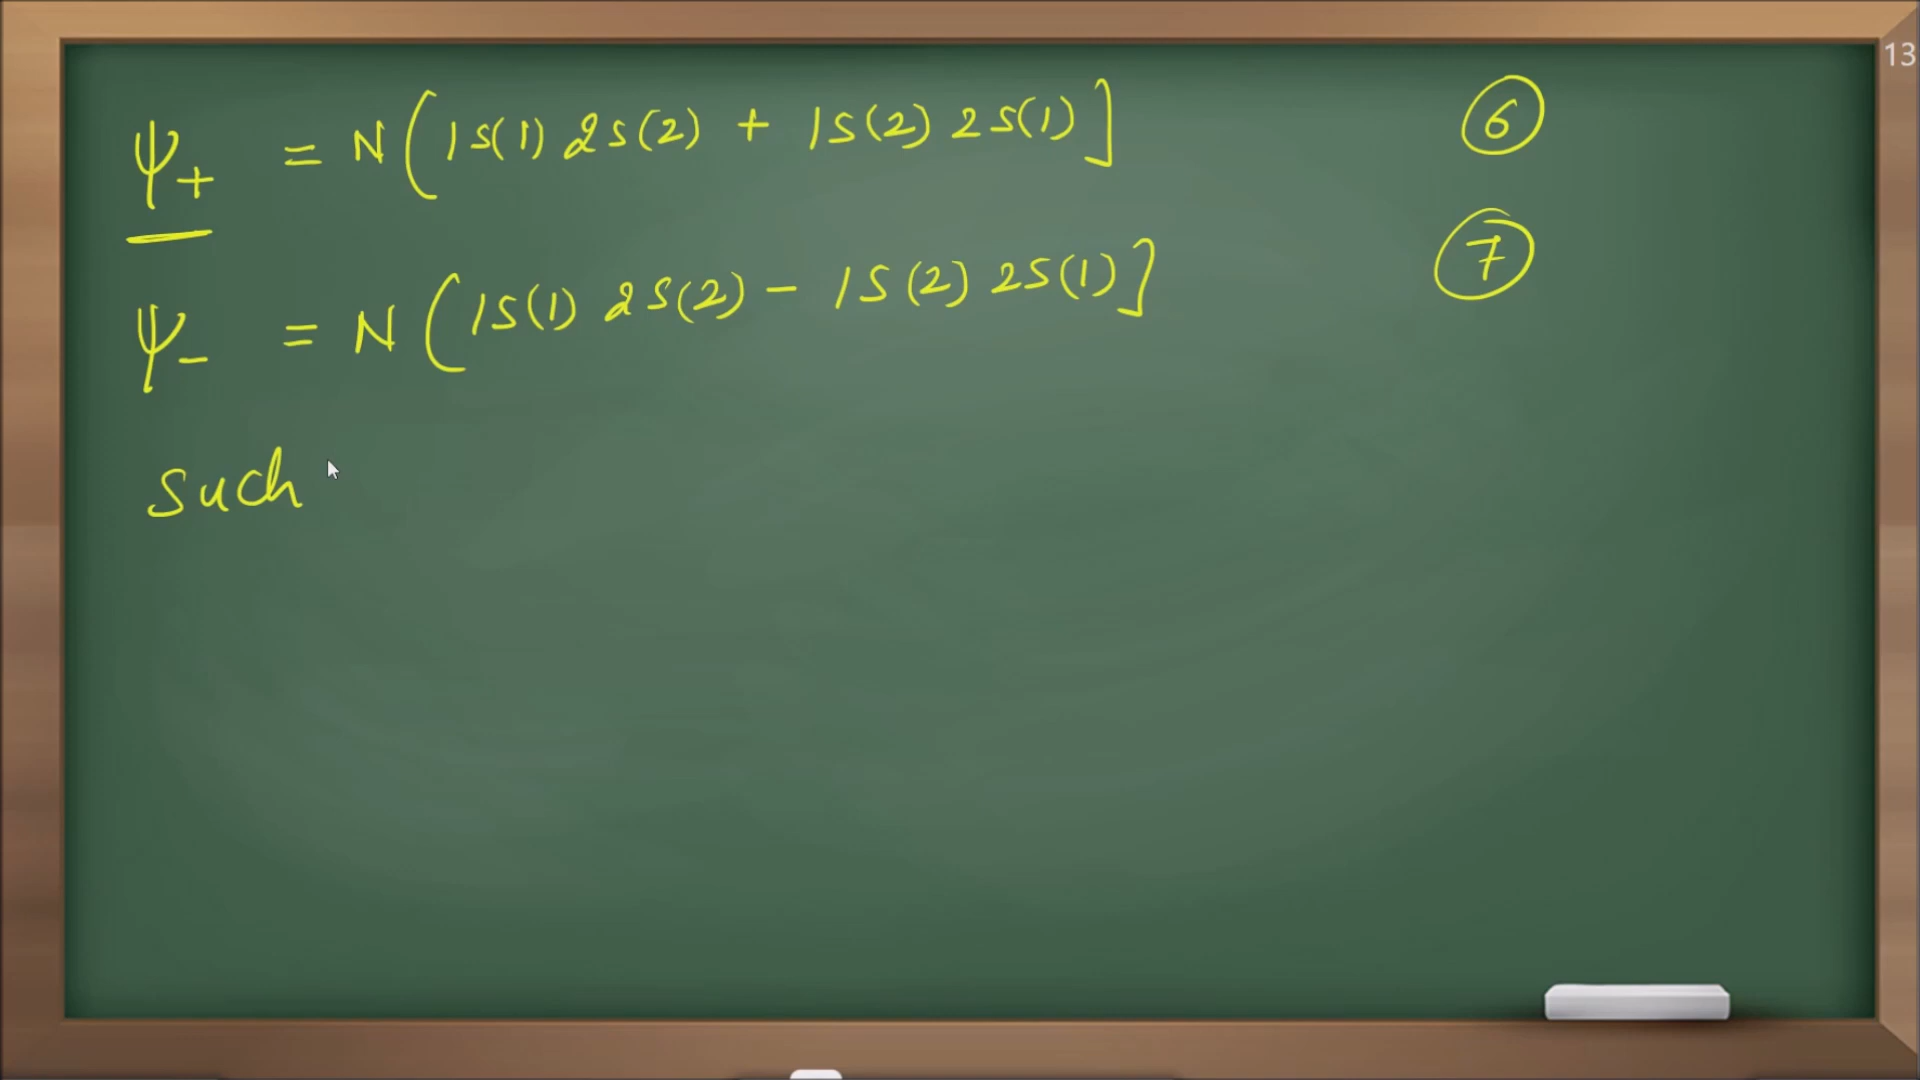 13
ψ₊ = N(1S(1) 2S(2) + 1S(2) 2S(1)] 6
ψ₋ = N(1S(1) 2S(2) - 1S(2) 2S(1)] 7
Such